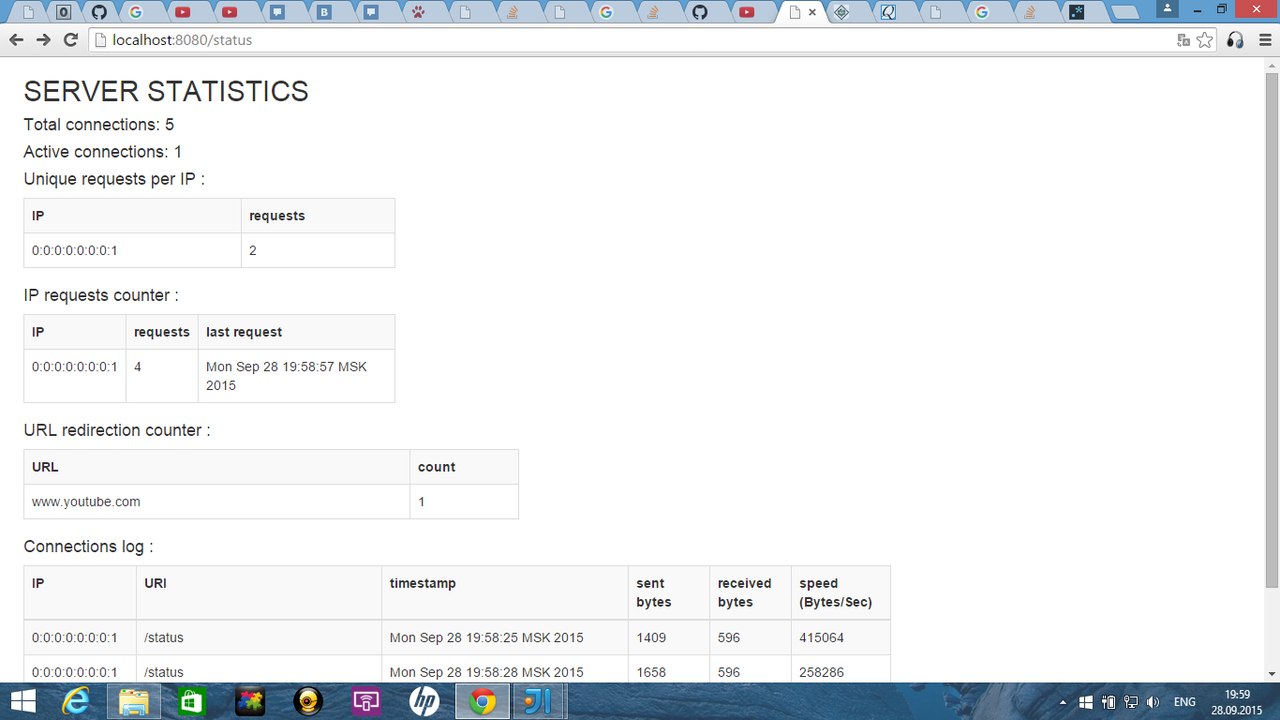 localhost:8080/status
SERVER STATISTICS
Total connections: 5
Active connections: 1
Unique requests per IP :
IP requests
0:0:0:0:0:0:0:1 2
IP requests counter :
IP requests last request
0:0:0:0:0:0:0:1 4 Mon Sep 28 19:58:57 MSK
2015
URL redirection counter :
URL count
www.youtube.com 1
Connections log :
IP URI timestamp sent received speed
bytes bytes (Bytes/Sec)
0:0:0:0:0:0:0:1 /status Mon Sep 28 19:58:25 MSK 2015 1409 596 415064
0:0:0:0:0:0:0:1 /status Mon Sep 28 19:58:28 MSK 2015 1658 596 258286
ENG 19:59
28.09.2015